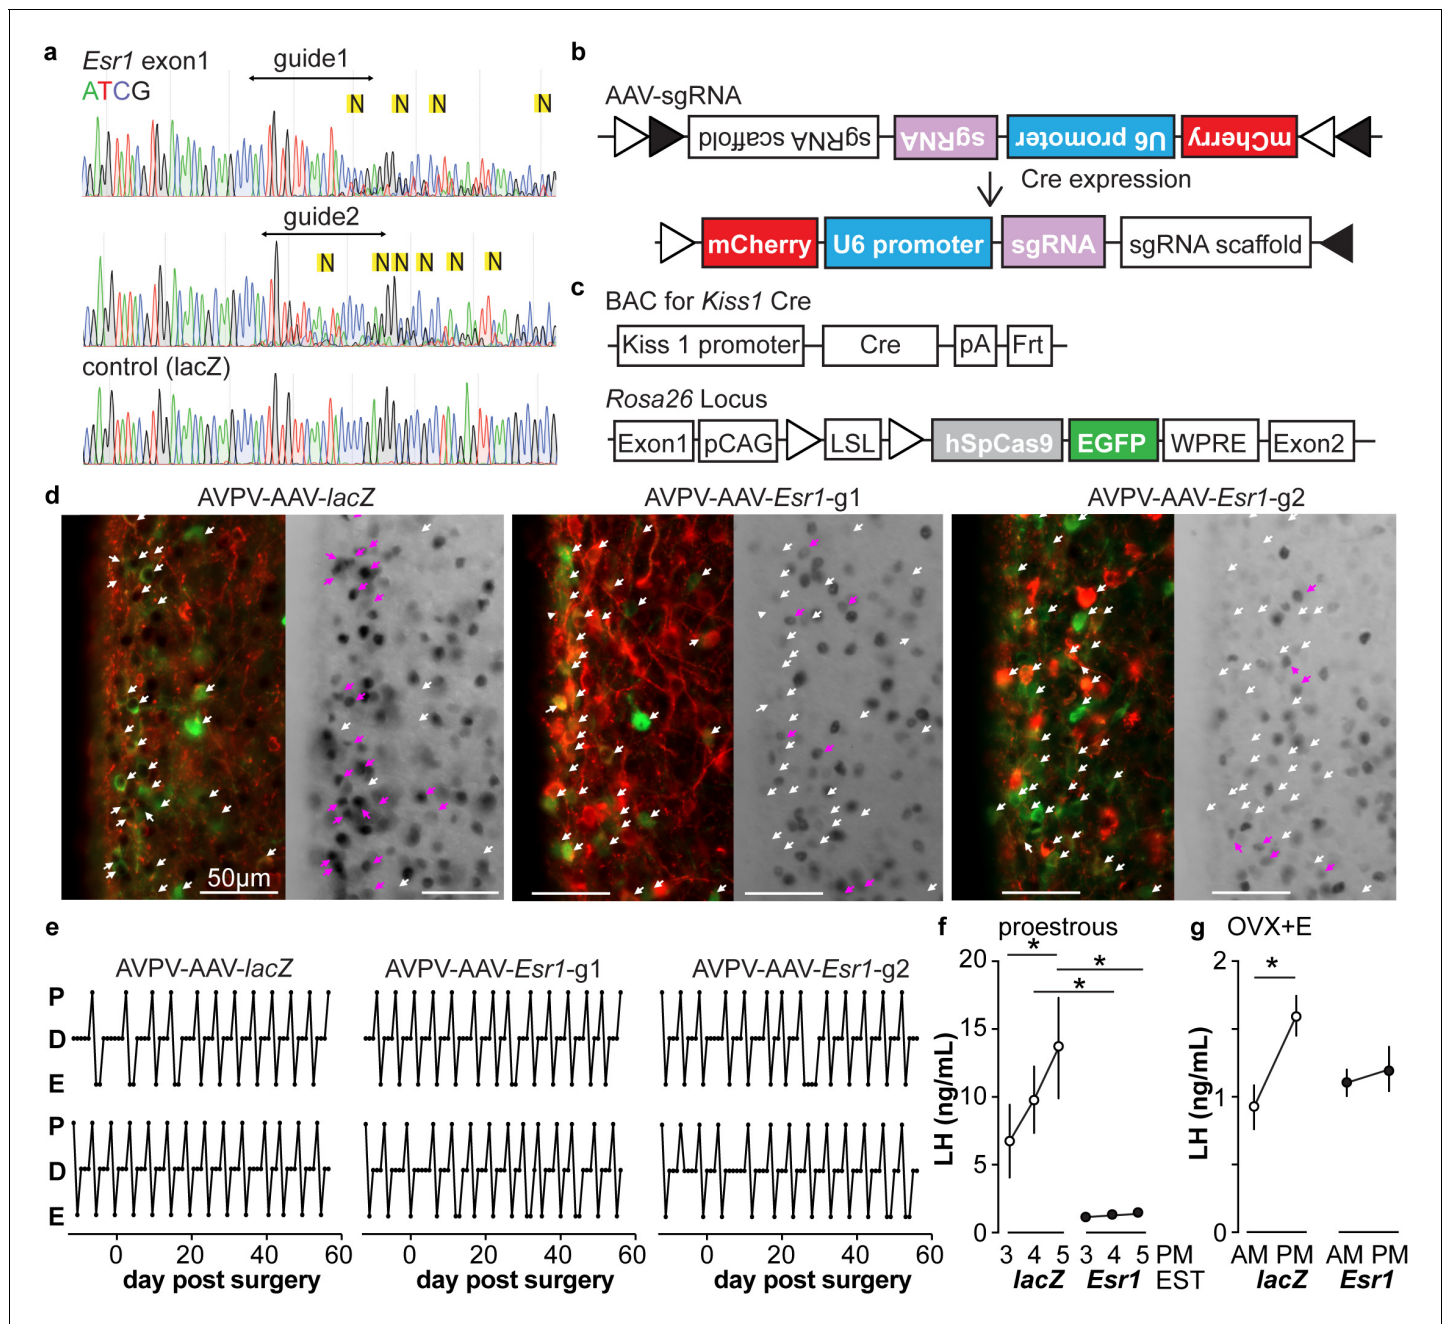 a
Esr1 exon1
guide1
ATCG
N N N N
guide2
N N N N N N
control (lacZ)
b
AAV-sgRNA
sgRNA scaffold sgRNA U6 promoter mCherry
Cre expression
mCherry U6 promoter sgRNA sgRNA scaffold
c
BAC for Kiss1 Cre
Kiss 1 promoter Cre pA Frt
Rosa26 Locus
Exon1 pCAG LSL hSpCas9 EGFP WPRE Exon2
d
AVPV-AAV-lacZ AVPV-AAV-Esr1-g1 AVPV-AAV-Esr1-g2
50µm
e
AVPV-AAV-lacZ AVPV-AAV-Esr1-g1 AVPV-AAV-Esr1-g2
P
D
E
P
D
E
0 20 40 60 0 20 40 60 0 20 40 60
day post surgery day post surgery day post surgery
f
proestrous
* * *
20
15
10
5
0
LH (ng/mL)
3 4 5 3 4 5 PM
lacZ Esr1 EST
g
OVX+E
*
2
1
0
LH (ng/mL)
AM PM AM PM
lacZ Esr1